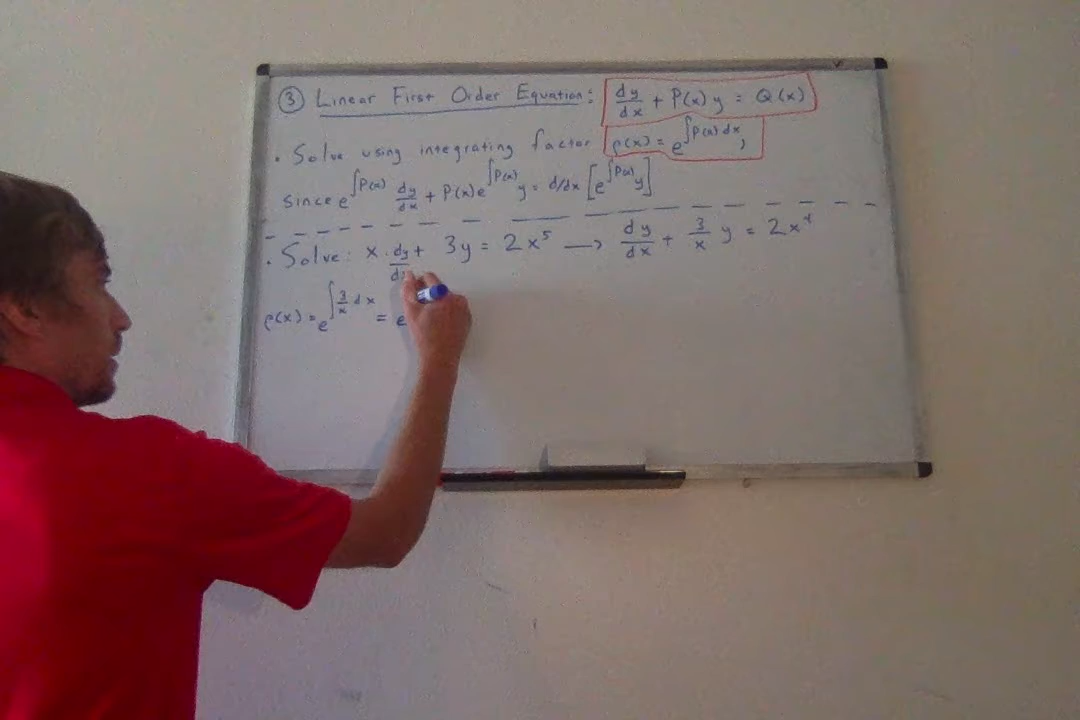 ③ Linear First Order Equation: dy/dx + P(x) y = Q(x)
• Solve using integrating factor ρ(x) = e^∫P(x) dx,
since e^∫P(x) dy/dx + P(x)e^∫P(x) y = d/dx [e^∫P(x) y]
• Solve: x · dy/dx + 3y = 2x⁵ → dy/dx + 3/x y = 2x⁴
ρ(x) = e^∫3/x dx = e